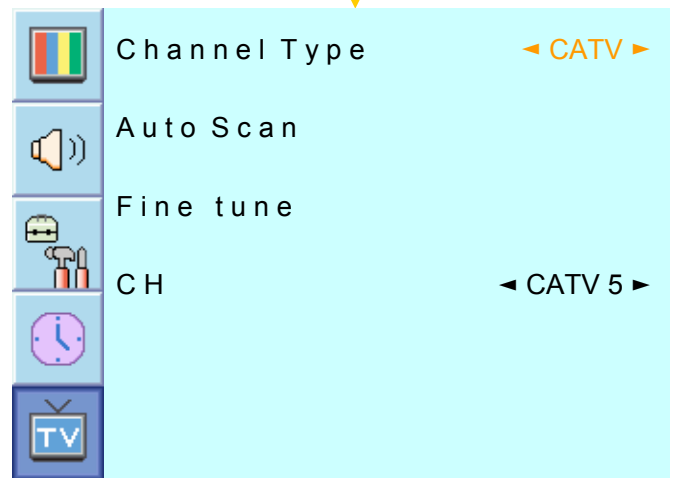 Channel Type ◄ CATV ►
Auto Scan
Fine tune
CH ◄ CATV 5 ►
TV